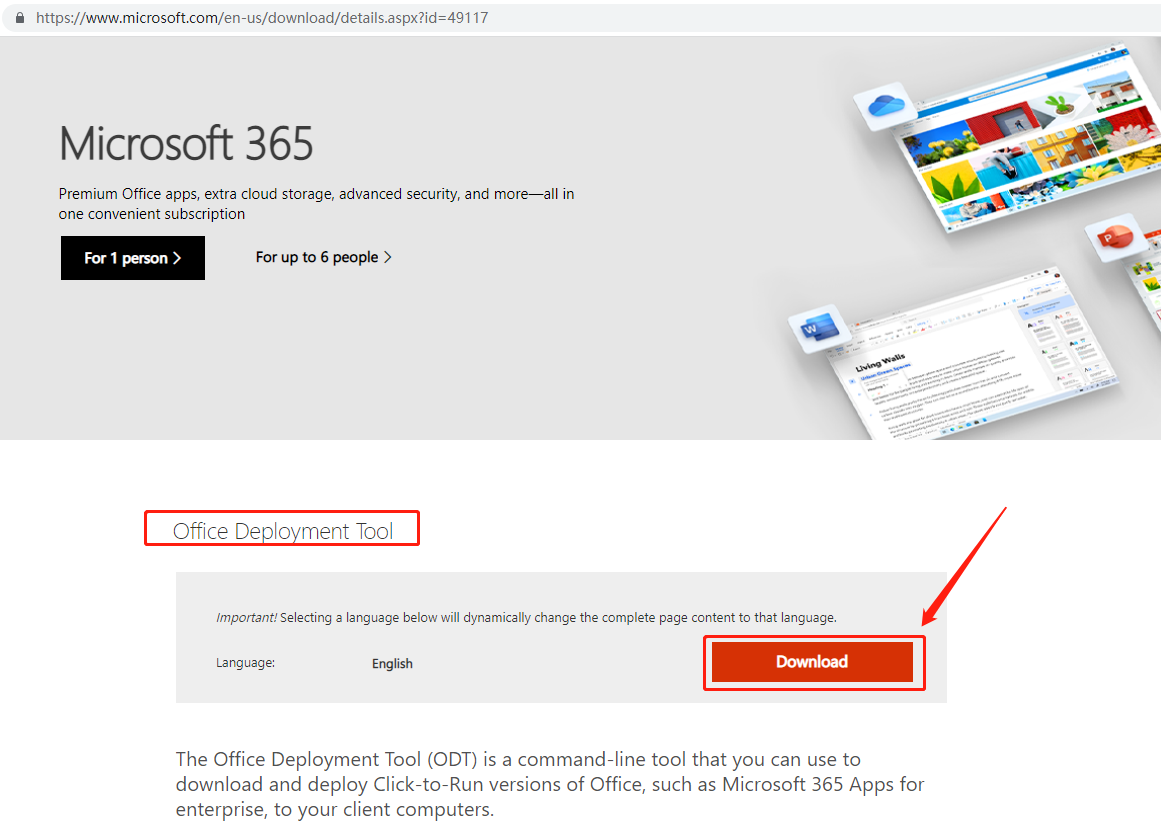 https://www.microsoft.com/en-us/download/details.aspx?id=49117
Microsoft 365
Premium Office apps, extra cloud storage, advanced security, and more—all in
one convenient subscription
For 1 person >
For up to 6 people >
P
W
Living Walls
Urban Green Spaces
Office Deployment Tool
Important! Selecting a language below will dynamically change the complete page content to that language.
Language:
English
Download
The Office Deployment Tool (ODT) is a command-line tool that you can use to
download and deploy Click-to-Run versions of Office, such as Microsoft 365 Apps for
enterprise, to your client computers.